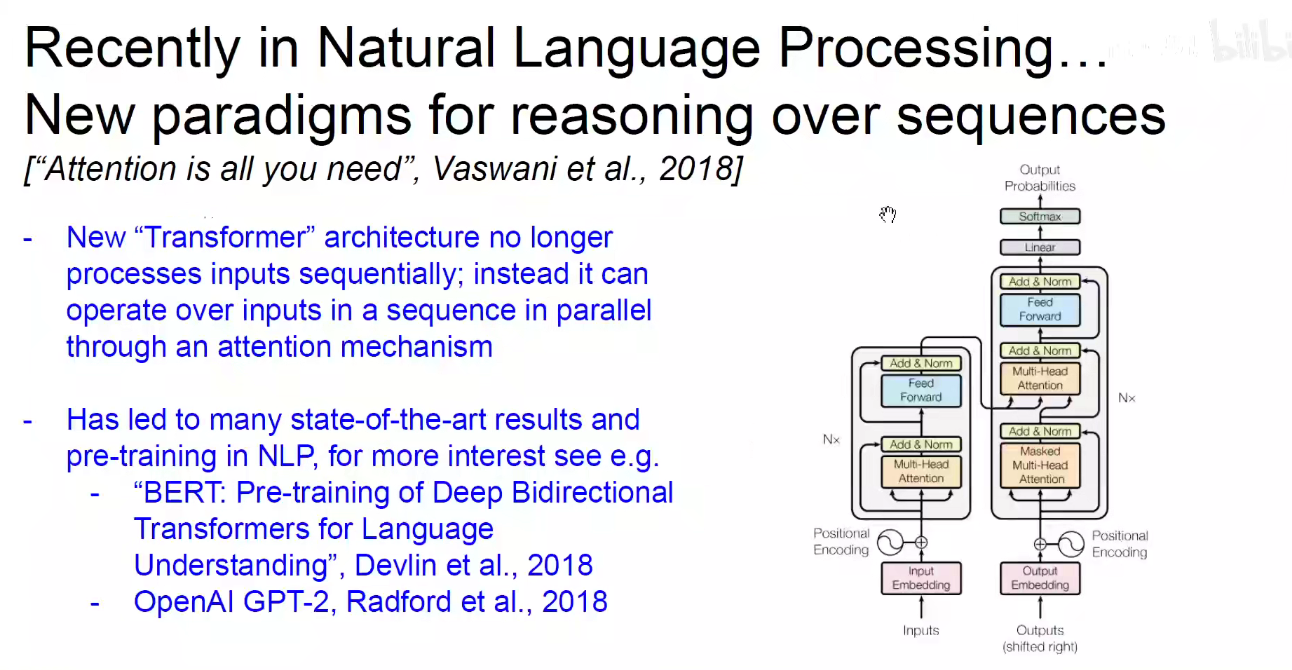 Recently in Natural Language Processing…
New paradigms for reasoning over sequences
[“Attention is all you need”, Vaswani et al., 2018]
- New “Transformer” architecture no longer
processes inputs sequentially; instead it can
operate over inputs in a sequence in parallel
through an attention mechanism
- Has led to many state-of-the-art results and
pre-training in NLP, for more interest see e.g.
- “BERT: Pre-training of Deep Bidirectional
Transformers for Language
Understanding”, Devlin et al., 2018
- OpenAI GPT-2, Radford et al., 2018
Output
Probabilities
Softmax
Linear
Add & Norm
Feed
Forward
Add & Norm
Multi-Head
Attention
Nx
Add & Norm
Masked
Multi-Head
Attention
Add & Norm
Feed
Forward
Nx
Add & Norm
Multi-Head
Attention
Positional
Encoding
Positional
Encoding
Input
Embedding
Output
Embedding
Inputs
Outputs
(shifted right)